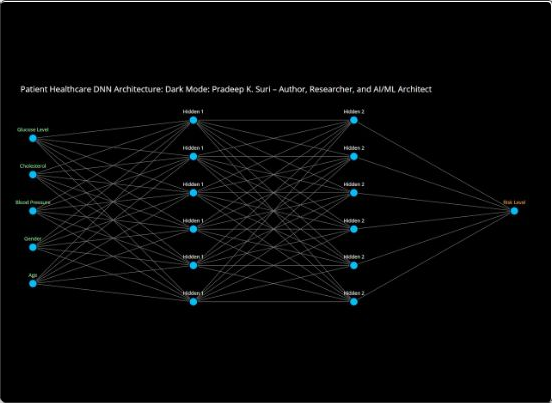 Patient Healthcare DNN Architecture: Dark Mode: Pradeep K. Suri – Author, Researcher, and AI/ML Architect
Hidden 1
Hidden 2
Glucose Level
Hidden 1
Hidden 2
Cholesterol
Hidden 1
Hidden 2
Blood Pressure
Risk Level
Hidden 1
Hidden 2
Gender
Hidden 1
Hidden 2
Age
Hidden 1
Hidden 2